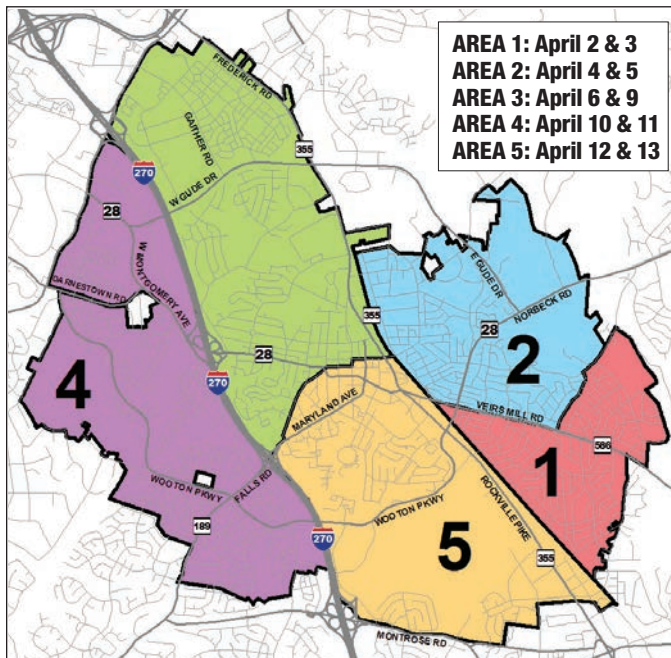 AREA 1: April 2 & 3
AREA 2: April 4 & 5
AREA 3: April 6 & 9
AREA 4: April 10 & 11
AREA 5: April 12 & 13
FREDERICK RD
GAITHER RD
355
270
W GUDE DR
28
W MONTGOMERY AVE
DARNESTOWN RD
E GUDE DR
NORBECK RD
28
355
2
28
4
270
MARYLAND AVE
VEIRS MILL RD
586
1
WOOTON PKWY
FALLS RD
WOOTON PKWY
ROCKVILLE PIKE
189
270
5
355
MONTROSE RD